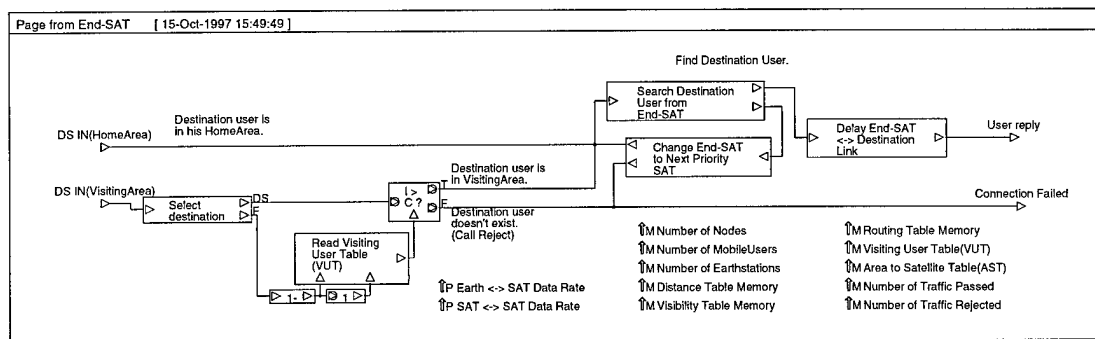 Page from End-SAT [ 15-Oct-1997 15:49:49 ]
Find Destination User.
Search Destination
User from
End-SAT
Destination user is
in his HomeArea.
DS IN(HomeArea)
Change End-SAT
to Next Priority
SAT
Delay End-SAT
<-> Destination
Link
User reply
Destination user is
in VisitingArea.
DS IN(VisitingArea)
Select
destination
DS
F
I >
C ?
T
F
Connection Failed
Destination user
doesn't exist.
(Call Reject)
Read Visiting
User Table
(VUT)
1-
1
⇑P Earth <-> SAT Data Rate
⇑P SAT <-> SAT Data Rate
⇑M Number of Nodes
⇑M Number of MobileUsers
⇑M Number of Earthstations
⇑M Distance Table Memory
⇑M Visibility Table Memory
⇑M Routing Table Memory
⇑M Visiting User Table(VUT)
⇑M Area to Satellite Table(AST)
⇑M Number of Traffic Passed
⇑M Number of Traffic Rejected